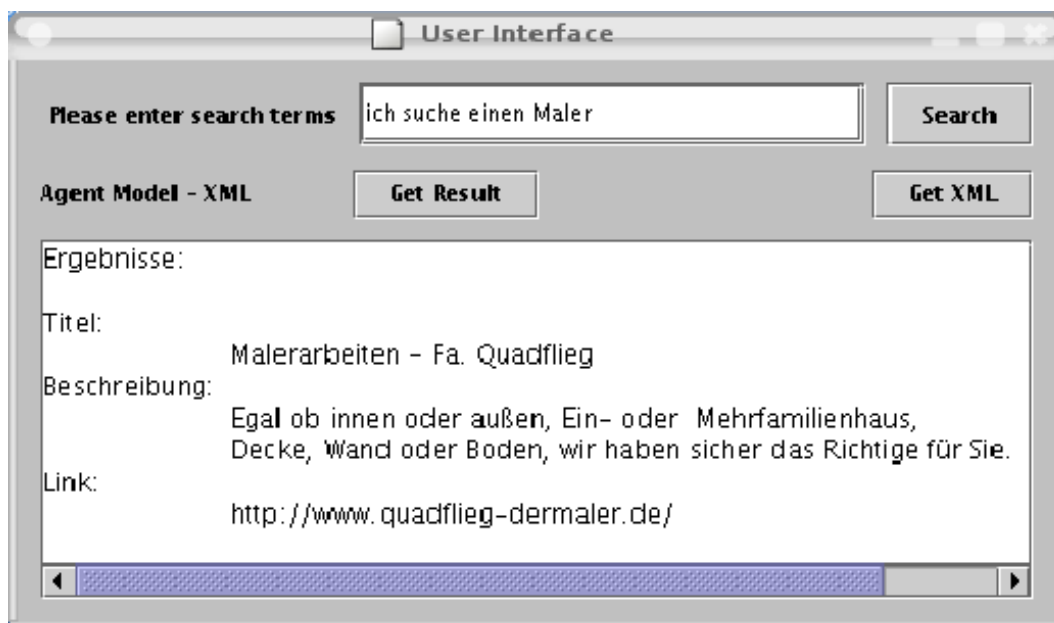 User Interface
Please enter search terms ich suche einen Maler Search
Agent Model - XML Get Result Get XML
Ergebnisse:
Titel:
Malerarbeiten - Fa. Quadflieg
Beschreibung:
Egal ob innen oder außen, Ein- oder Mehrfamilienhaus,
Decke, Wand oder Boden, wir haben sicher das Richtige für Sie.
Link:
http://www.quadflieg-dermaler.de/